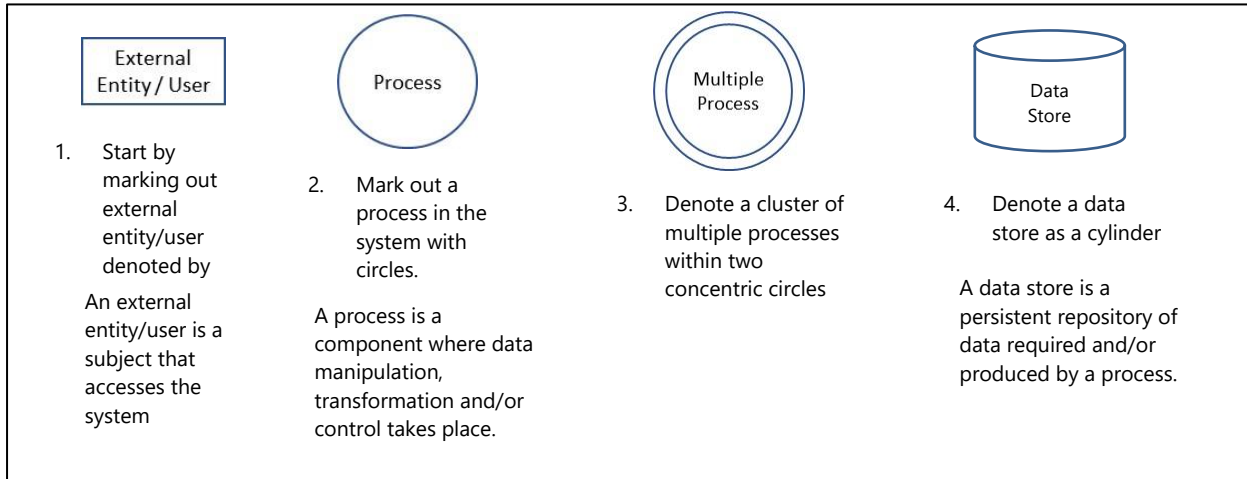 External
Entity / User
1. Start by
marking out
external
entity/user
denoted by
An external
entity/user is a
subject that
accesses the
system
Process
2. Mark out a
process in the
system with
circles.
A process is a
component where data
manipulation,
transformation and/or
control takes place.
Multiple
Process
3. Denote a cluster of
multiple processes
within two
concentric circles
Data
Store
4. Denote a data
store as a cylinder
A data store is a
persistent repository of
data required and/or
produced by a process.